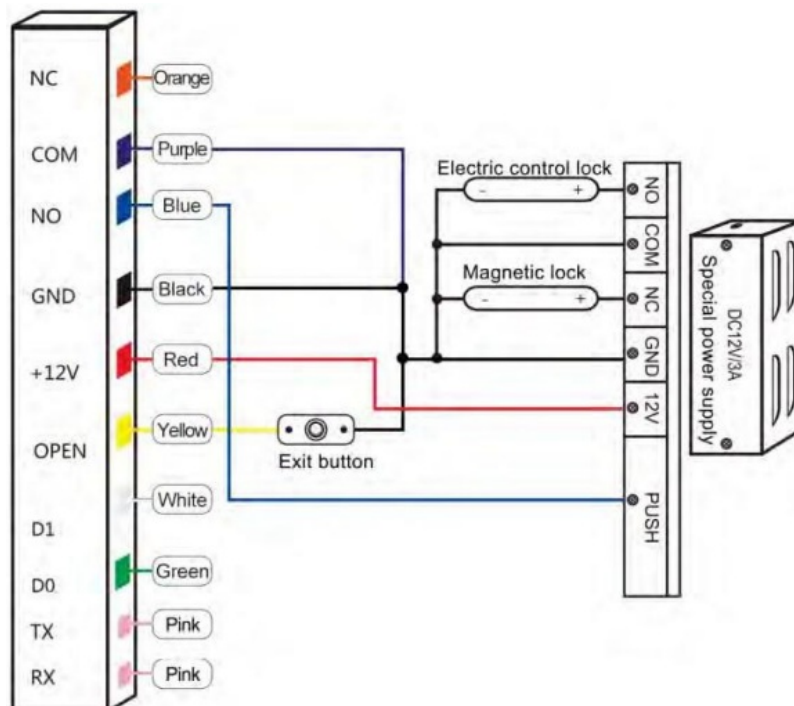 NC
Orange
COM
Purple
NO
Blue
GND
Black
+12V
Red
OPEN
Yellow
Exit button
D1
White
D0
Green
TX
Pink
RX
Pink
Electric control lock
- +
Magnetic lock
- +
NO
COM
NC
GND
12V
PUSH
DC12V/3A
Special power supply